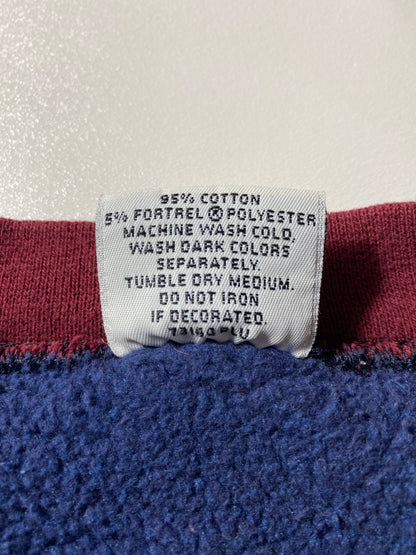 95% COTTON
5% FORTREL ® POLYESTER
MACHINE WASH COLD,
WASH DARK COLORS
SEPARATELY.
TUMBLE DRY MEDIUM.
DO NOT IRON
IF DECORATED.
PLU